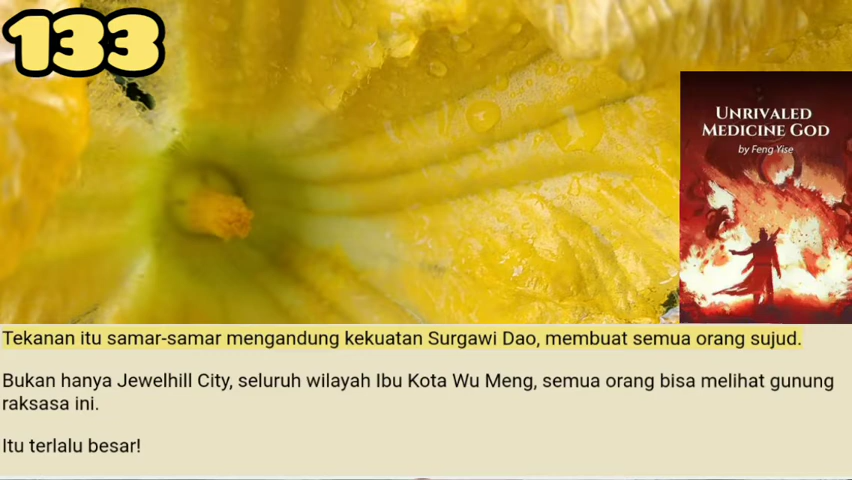 133
UNRIVALED
MEDICINE GOD
by Feng Yise
Tekanan itu samar-samar mengandung kekuatan Surgawi Dao, membuat semua orang sujud.
Bukan hanya Jewelhill City, seluruh wilayah Ibu Kota Wu Meng, semua orang bisa melihat gunung
raksasa ini.
Itu terlalu besar!